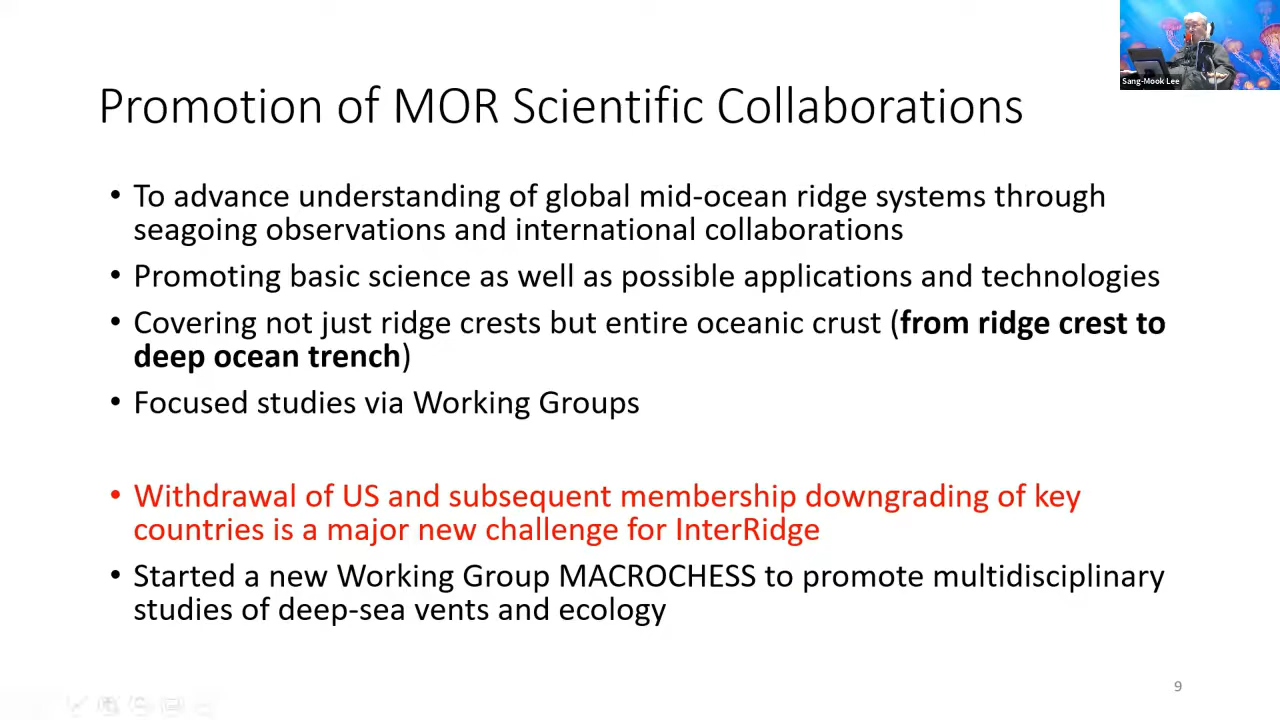 Sang-Mook Lee
Promotion of MOR Scientific Collaborations
• To advance understanding of global mid-ocean ridge systems through
seagoing observations and international collaborations
• Promoting basic science as well as possible applications and technologies
• Covering not just ridge crests but entire oceanic crust (from ridge crest to
deep ocean trench)
• Focused studies via Working Groups
• Withdrawal of US and subsequent membership downgrading of key
countries is a major new challenge for InterRidge
• Started a new Working Group MACROCHESS to promote multidisciplinary
studies of deep-sea vents and ecology
9